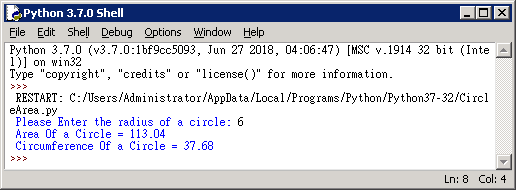 Python 3.7.0 Shell
File Edit Shell Debug Options Window Help
Python 3.7.0 (v3.7.0:1bf9cc5093, Jun 27 2018, 04:06:47) [MSC v.1914 32 bit (Inte
l)] on win32
Type "copyright", "credits" or "license()" for more information.
>>>
RESTART: C:/Users/Administrator/AppData/Local/Programs/Python/Python37-32/Circl
eArea.py
Please Enter the radius of a circle: 6
Area Of a Circle = 113.04
Circumference Of a Circle = 37.68
>>>
Ln: 8 Col: 4